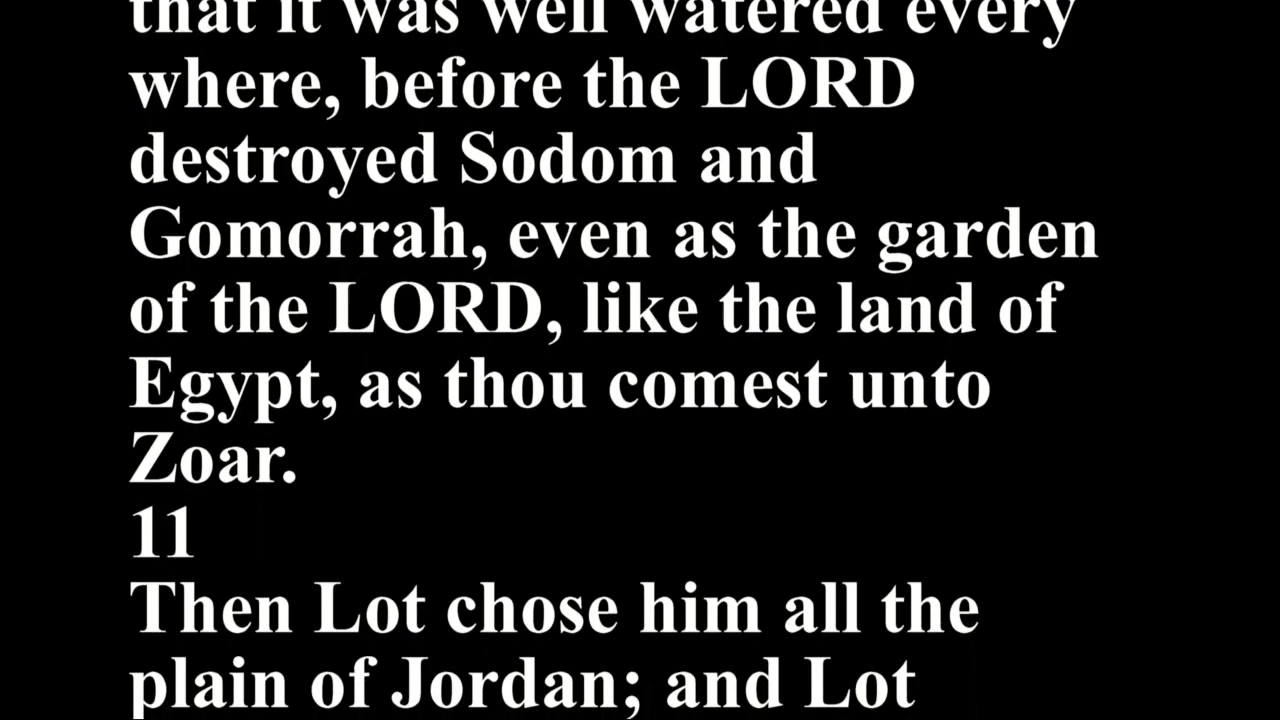 that it was well watered every
where, before the LORD
destroyed Sodom and
Gomorrah, even as the garden
of the LORD, like the land of
Egypt, as thou comest unto
Zoar.
11
Then Lot chose him all the
plain of Jordan; and Lot